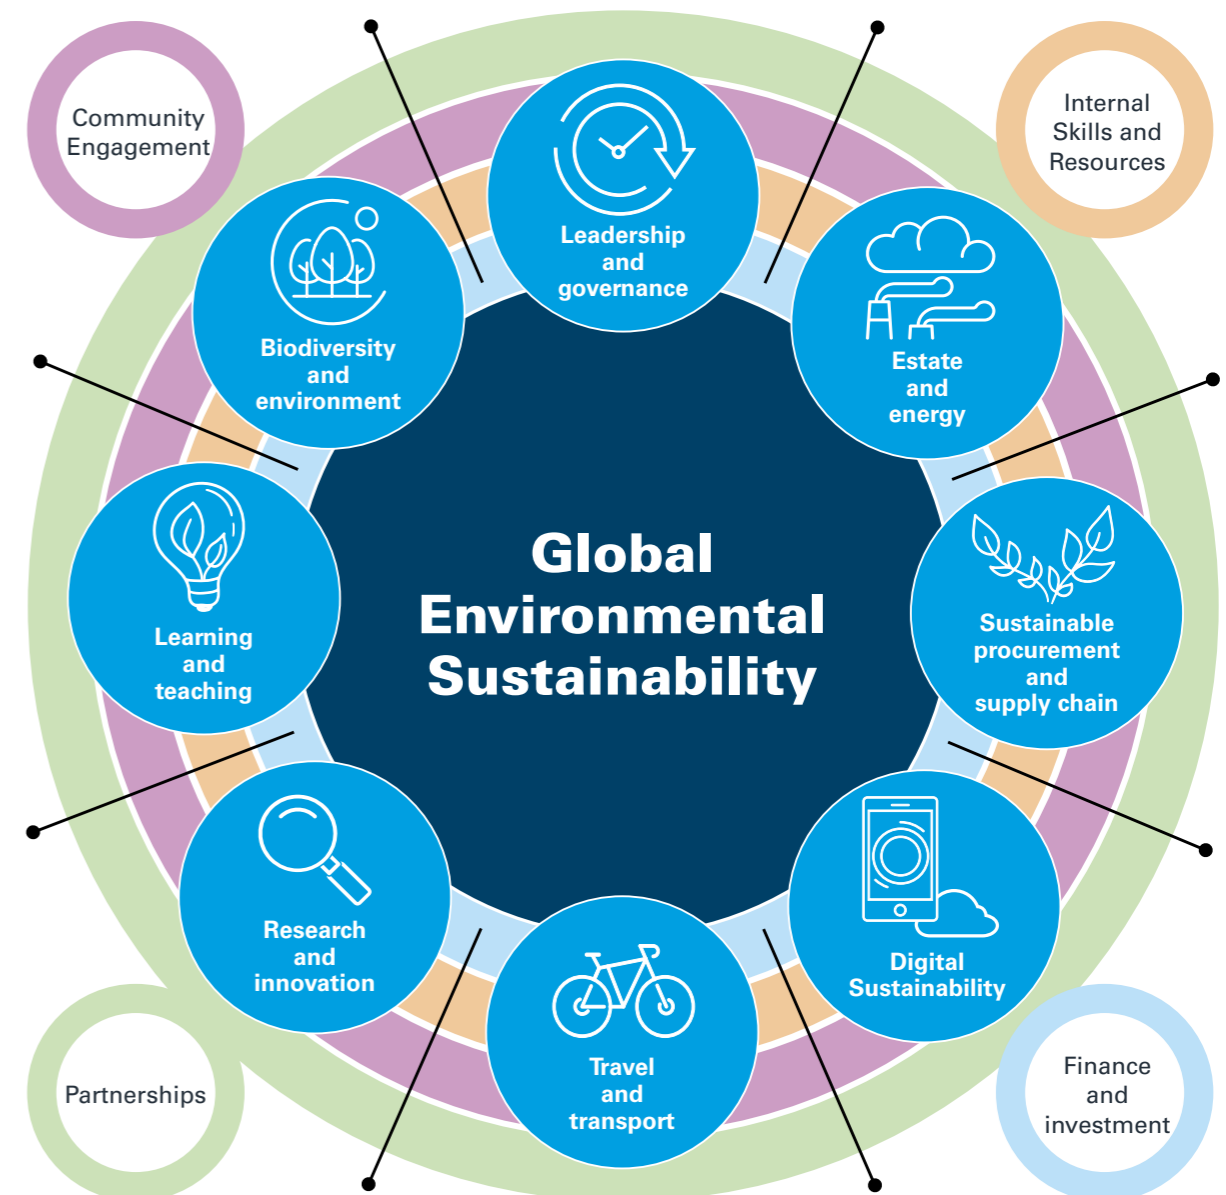 Community
Engagement
Internal
Skills and
Resources
Leadership
and
governance
Biodiversity
and
environment
Estate
and
energy
Global
Environmental
Sustainability
Learning
and
teaching
Sustainable
procurement
and
supply chain
Research
and
innovation
Digital
Sustainability
Travel
and
transport
Partnerships
Finance
and
investment